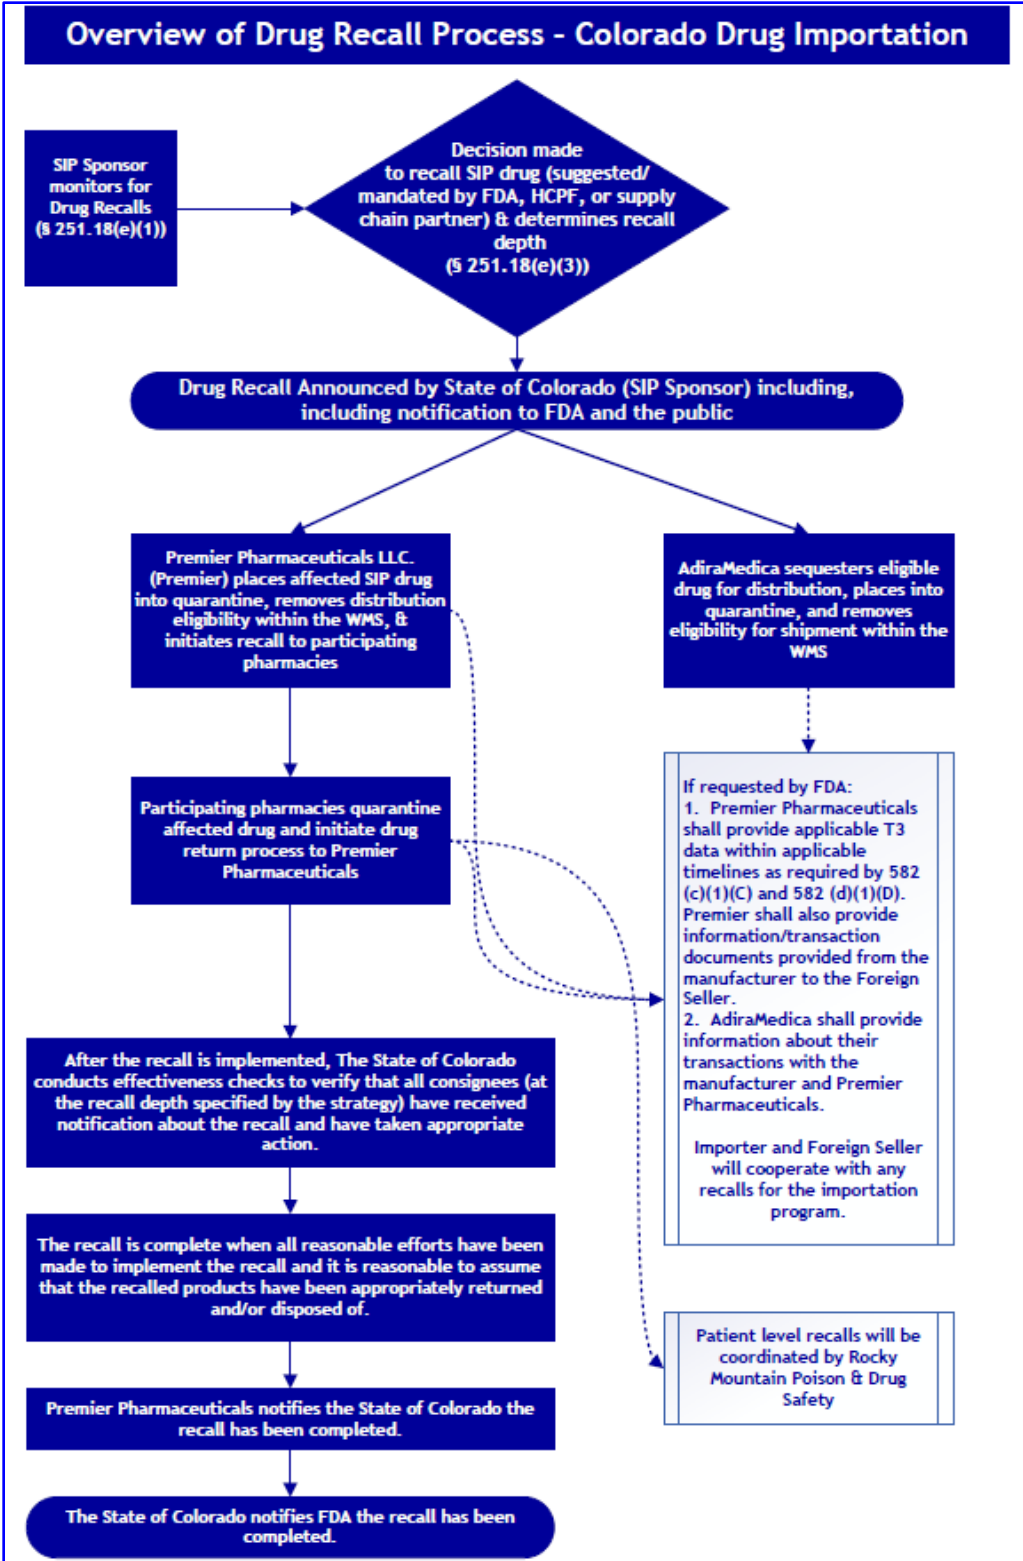 Overview of Drug Recall Process - Colorado Drug Importation
SIP Sponsor
monitors for
Drug Recalls
(§ 251.18(e)(1))
Decision made
to recall SIP drug (suggested/
mandated by FDA, HCPF, or supply
chain partner) & determines recall
depth
(§ 251.18(e)(3))
Drug Recall Announced by State of Colorado (SIP Sponsor) including,
including notification to FDA and the public
Premier Pharmaceuticals LLC.
(Premier) places affected SIP drug
into quarantine, removes distribution
eligibility within the WMS, &
initiates recall to participating
pharmacies
AdiraMedica sequesters eligible
drug for distribution, places into
quarantine, and removes
eligibility for shipment within the
WMS
Participating pharmacies quarantine
affected drug and initiate drug
return process to Premier
Pharmaceuticals
If requested by FDA:
1. Premier Pharmaceuticals
shall provide applicable T3
data within applicable
timelines as required by 582
(c)(1)(C) and 582 (d)(1)(D).
Premier shall also provide
information/transaction
documents provided from the
manufacturer to the Foreign
Seller.
2. AdiraMedica shall provide
information about their
transactions with the
manufacturer and Premier
Pharmaceuticals.
Importer and Foreign Seller
will cooperate with any
recalls for the importation
program.
After the recall is implemented, The State of Colorado
conducts effectiveness checks to verify that all consignees (at
the recall depth specified by the strategy) have received
notification about the recall and have taken appropriate
action.
The recall is complete when all reasonable efforts have been
made to implement the recall and it is reasonable to assume
that the recalled products have been appropriately returned
and/or disposed of.
Patient level recalls will be
coordinated by Rocky
Mountain Poison & Drug
Safety
Premier Pharmaceuticals notifies the State of Colorado the
recall has been completed.
The State of Colorado notifies FDA the recall has been
completed.